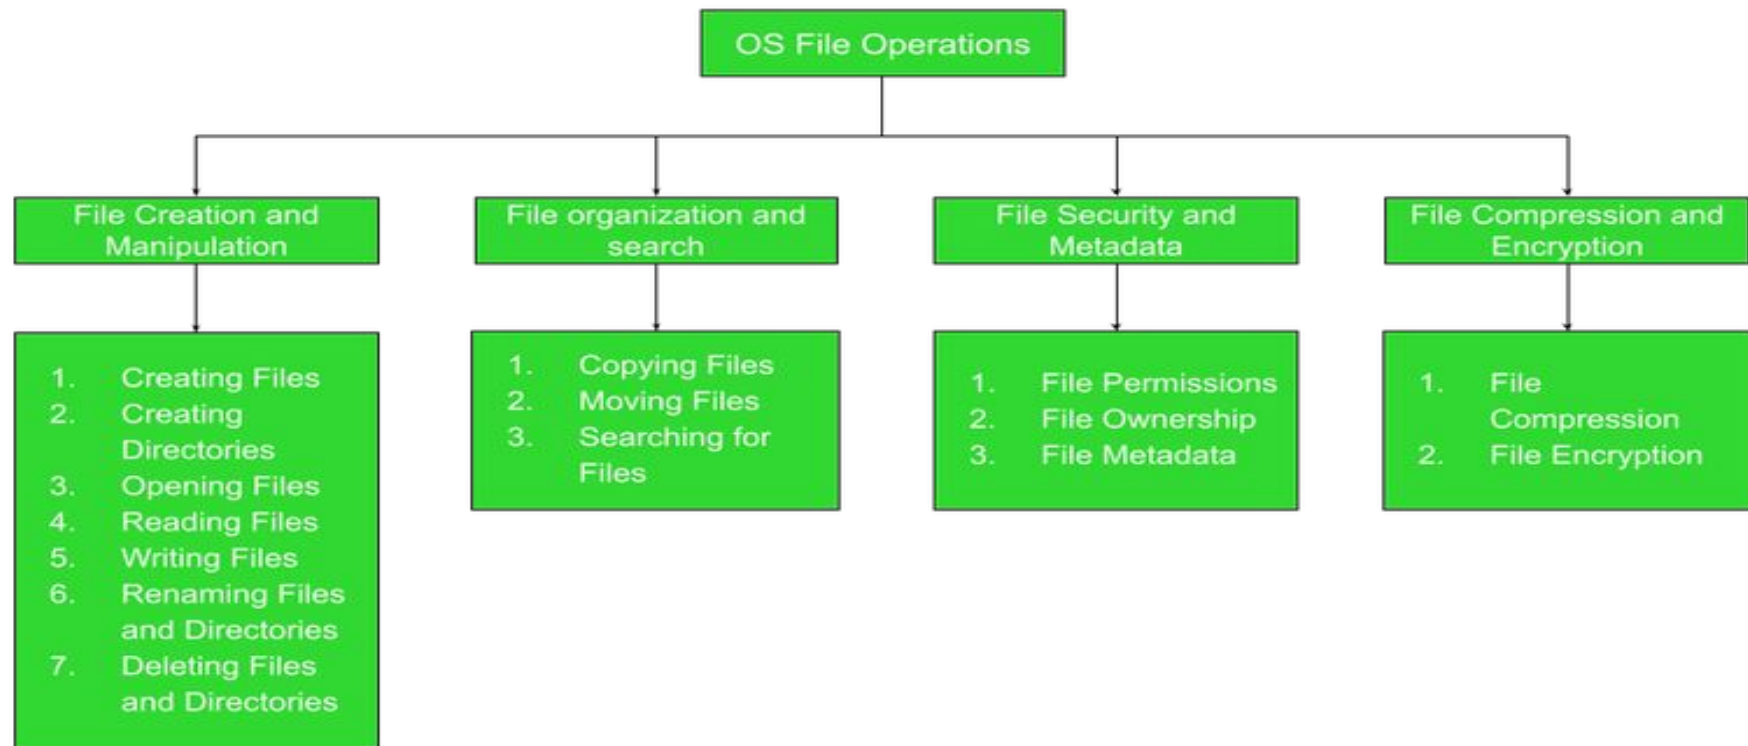 OS File Operations
File Creation and
Manipulation
File organization and
search
File Security and
Metadata
File Compression and
Encryption
1. Creating Files
2. Creating
Directories
3. Opening Files
4. Reading Files
5. Writing Files
6. Renaming Files
and Directories
7. Deleting Files
and Directories
1. Copying Files
2. Moving Files
3. Searching for
Files
1. File Permissions
2. File Ownership
3. File Metadata
1. File
Compression
2. File Encryption